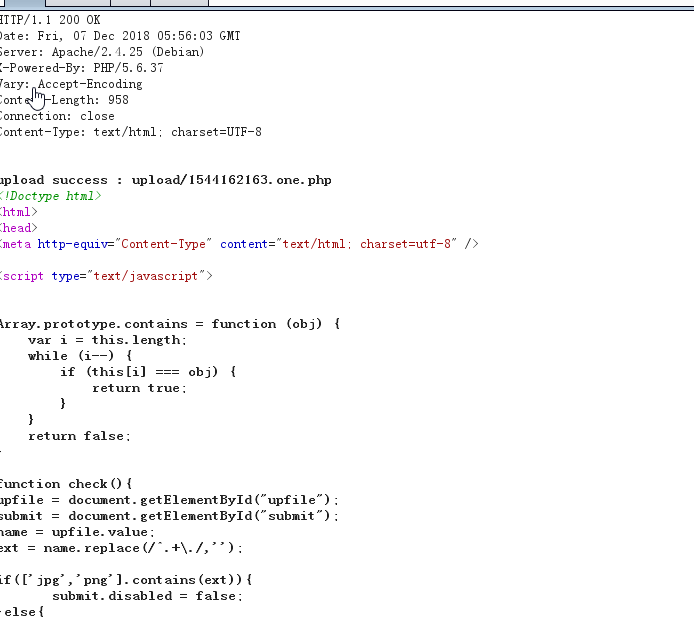 HTTP/1.1 200 OK
Date: Fri, 07 Dec 2018 05:56:03 GMT
Server: Apache/2.4.25 (Debian)
X-Powered-By: PHP/5.6.37
Vary: Accept-Encoding
Content-Length: 958
Connection: close
Content-Type: text/html; charset=UTF-8
upload success : upload/1544162163.one.php
<!Doctype html>
<html>
<head>
<meta http-equiv="Content-Type" content="text/html; charset=utf-8" />
<script type="text/javascript">
Array.prototype.contains = function (obj) {
    var i = this.length;
    while (i--) {
        if (this[i] === obj) {
            return true;
        }
    }
    return false;
}
function check(){
upfile = document.getElementById("upfile");
submit = document.getElementById("submit");
name = upfile.value;
ext = name.replace(/^.+\./,'');
if(['jpg','png'].contains(ext)){
       submit.disabled = false;
}else{